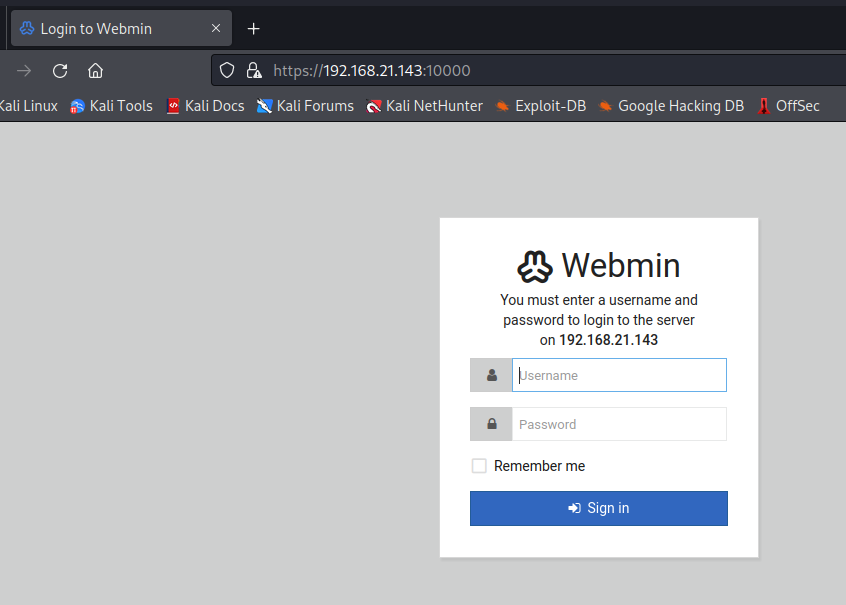 Login to Webmin
https://192.168.21.143:10000
Kali Linux Kali Tools Kali Docs Kali Forums Kali NetHunter Exploit-DB Google Hacking DB OffSec
Webmin
You must enter a username and
password to login to the server
on 192.168.21.143
Username
Password
Remember me
Sign in